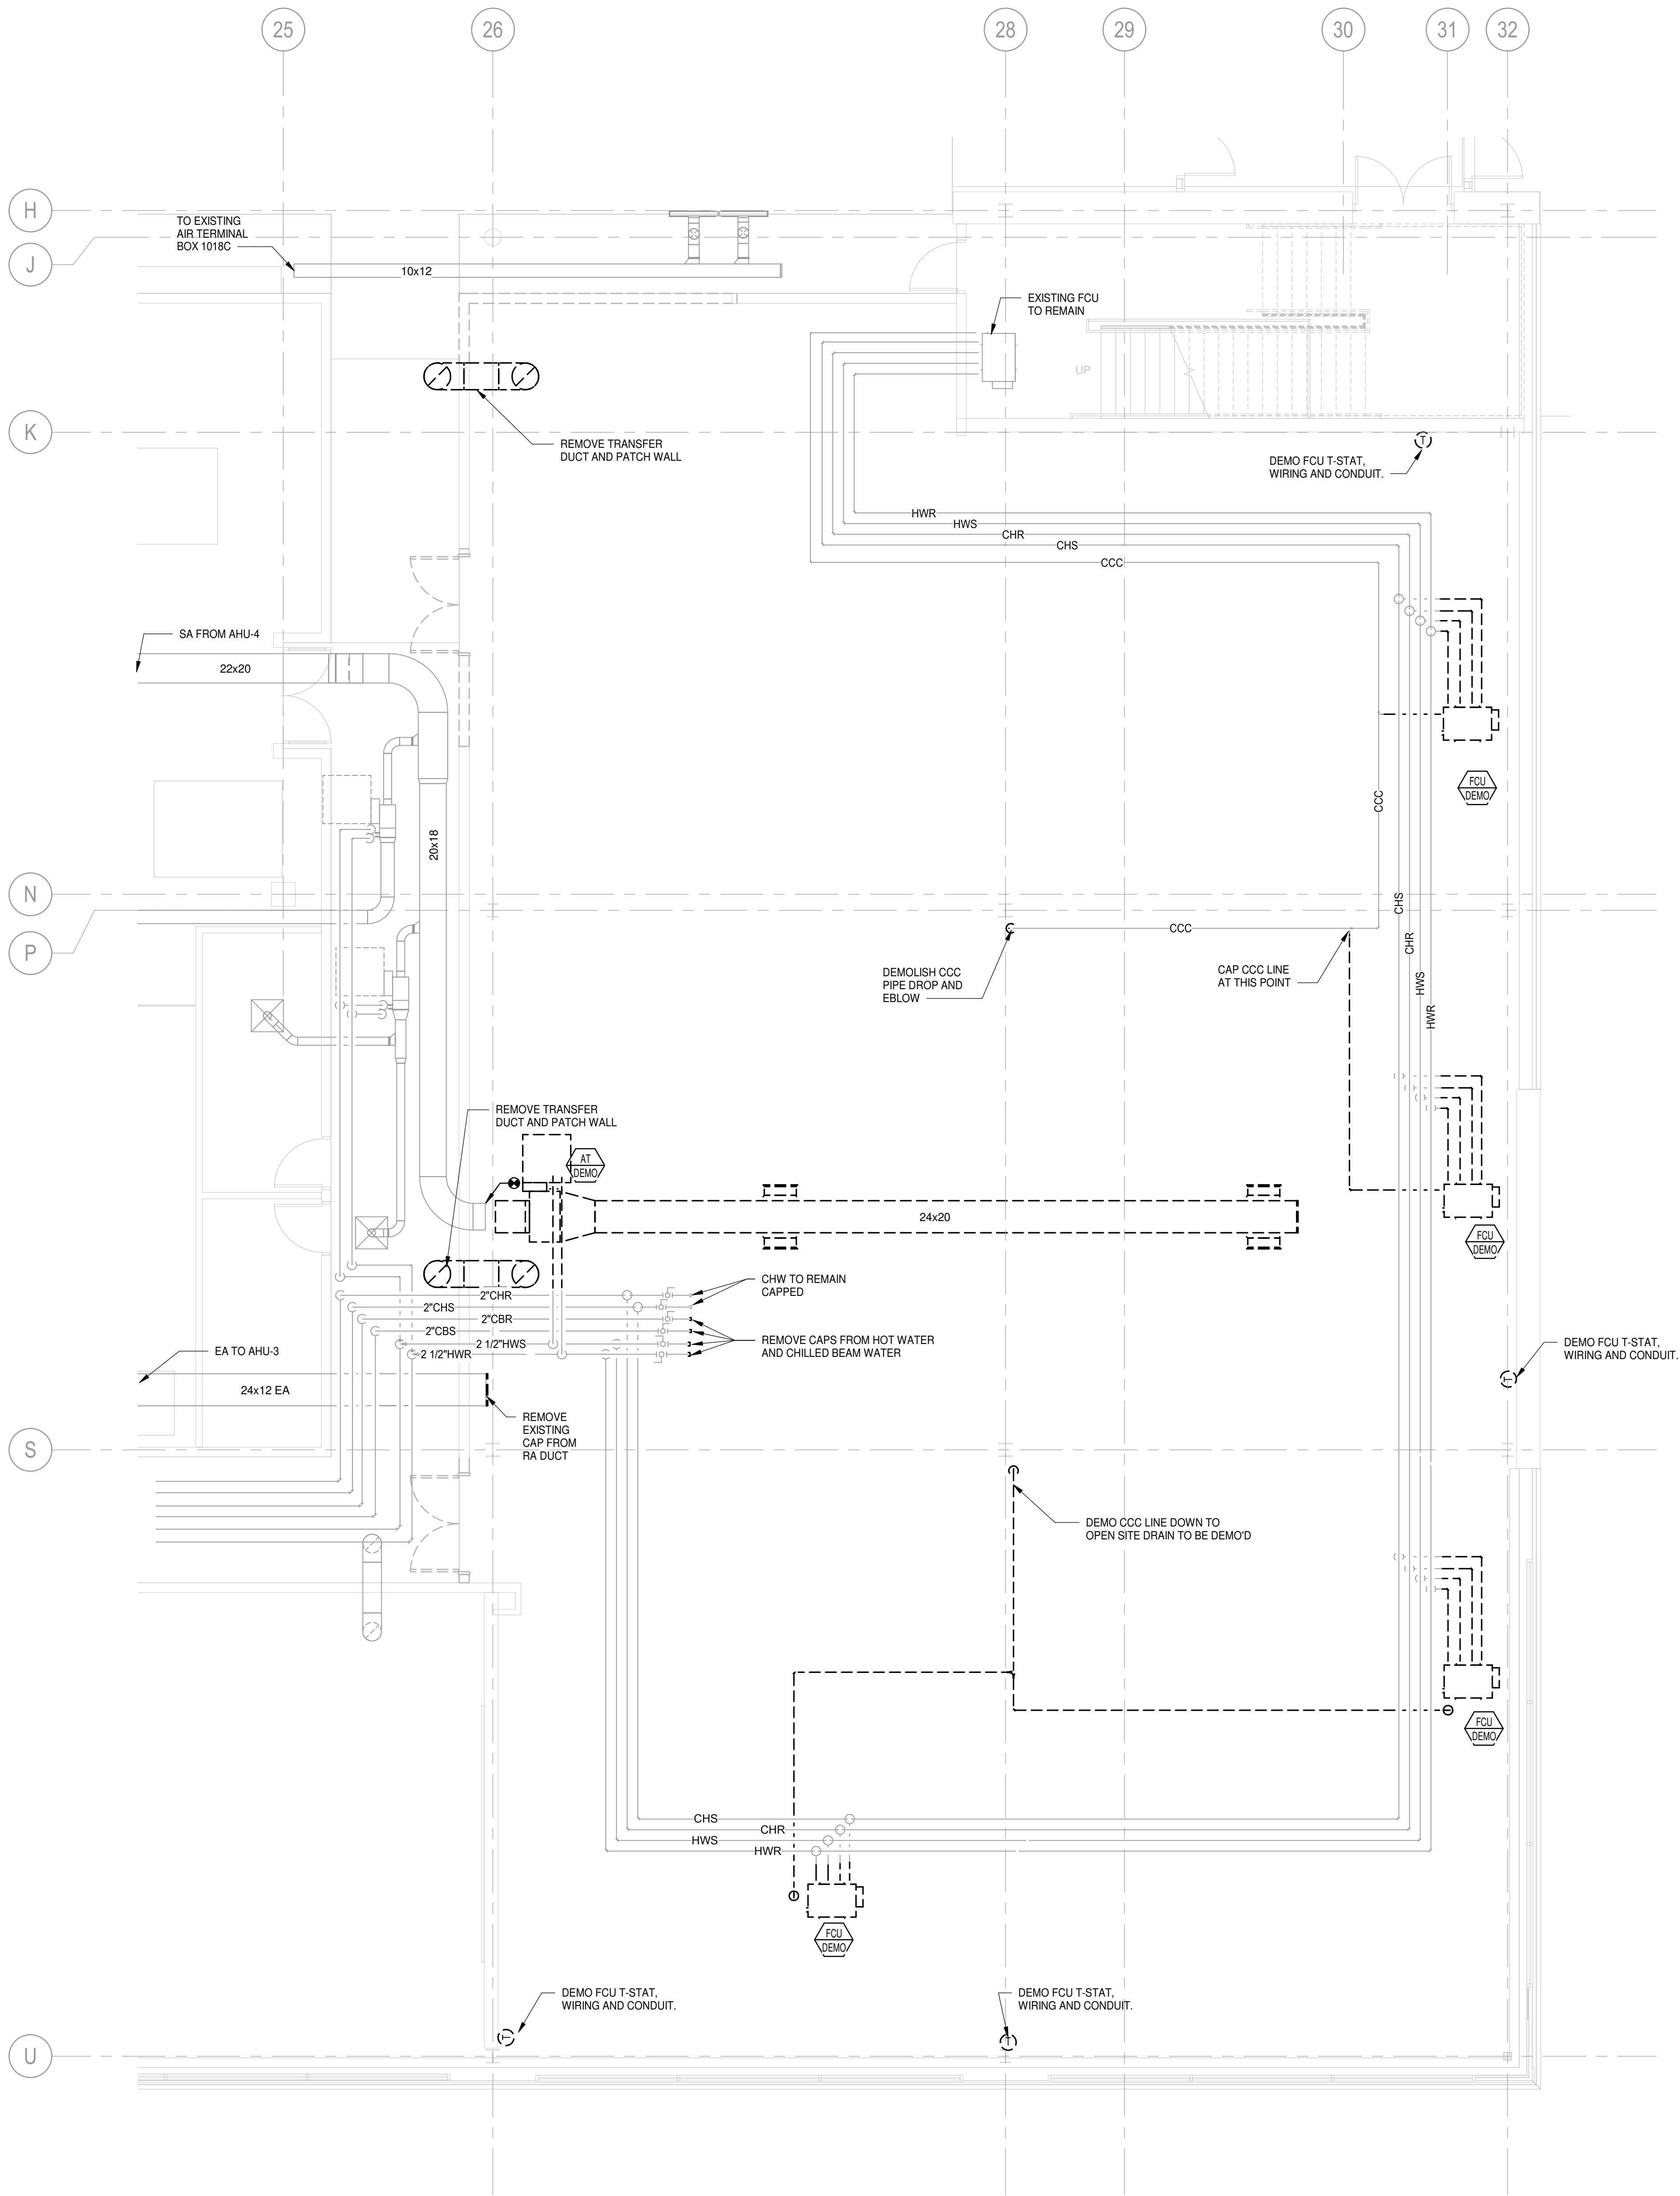 25
26
28
29
30
31
32
H
J
K
N
P
S
U
TO EXISTING
AIR TERMINAL
BOX 1018C
10x12
EXISTING FCU
TO REMAIN
UP
REMOVE TRANSFER
DUCT AND PATCH WALL
T
DEMO FCU T-STAT,
WIRING AND CONDUIT.
HWR
HWS
CHR
CHS
CCC
SA FROM AHU-4
22x20
20x18
CCC
FCU
DEMO
CHS
CHR
HWS
HWR
CCC
DEMOLISH CCC
PIPE DROP AND
EBLOW
CAP CCC LINE
AT THIS POINT
REMOVE TRANSFER
DUCT AND PATCH WALL
AT
DEMO
24x20
FCU
DEMO
CHW TO REMAIN
CAPPED
2"CHR
2"CHS
2"CBR
2"CBS
2 1/2"HWS
2 1/2"HWR
REMOVE CAPS FROM HOT WATER
AND CHILLED BEAM WATER
EA TO AHU-3
24x12 EA
REMOVE
EXISTING
CAP FROM
RA DUCT
DEMO FCU T-STAT,
WIRING AND CONDUIT.
T
DEMO CCC LINE DOWN TO
OPEN SITE DRAIN TO BE DEMO'D
FCU
DEMO
CHS
CHR
HWS
HWR
FCU
DEMO
DEMO FCU T-STAT,
WIRING AND CONDUIT.
T
DEMO FCU T-STAT,
WIRING AND CONDUIT.
T